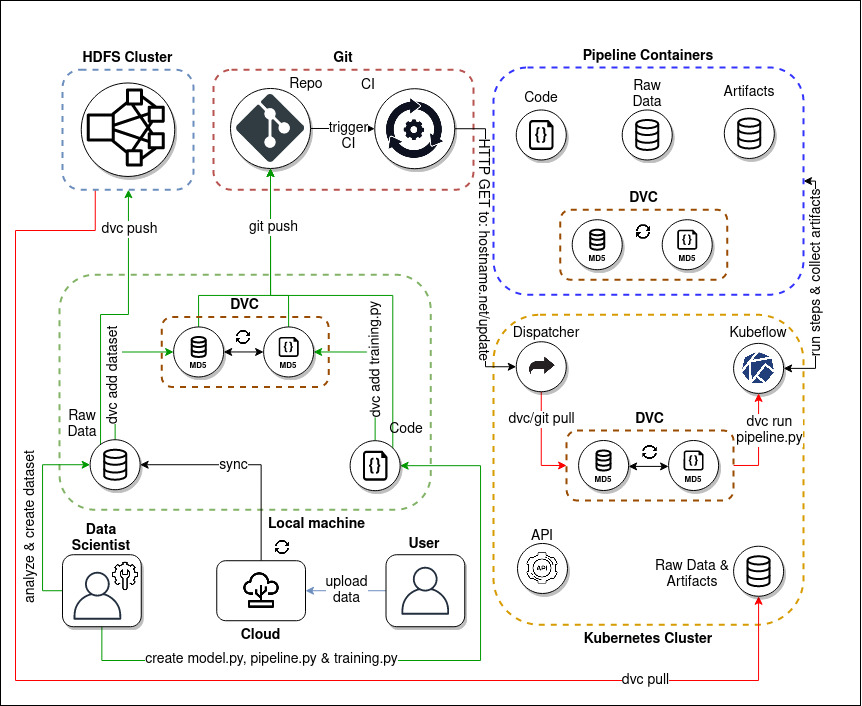 HDFS Cluster
Git
Pipeline Containers
Repo
CI
trigger
CI
Code
Raw
Data
Artifacts
HTTP GET to: hostname.net/update
DVC
MD5
MD5
run steps & collect artifacts
dvc push
git push
DVC
MD5
MD5
dvc add dataset
dvc add training.py
Raw
Data
Code
sync
Local machine
analyze & create dataset
Data
Scientist
Cloud
upload
data
User
create model.py, pipeline.py & training.py
Dispatcher
Kubeflow
dvc/git pull
DVC
MD5
MD5
dvc run
pipeline.py
API
API
Raw Data &
Artifacts
Kubernetes Cluster
dvc pull